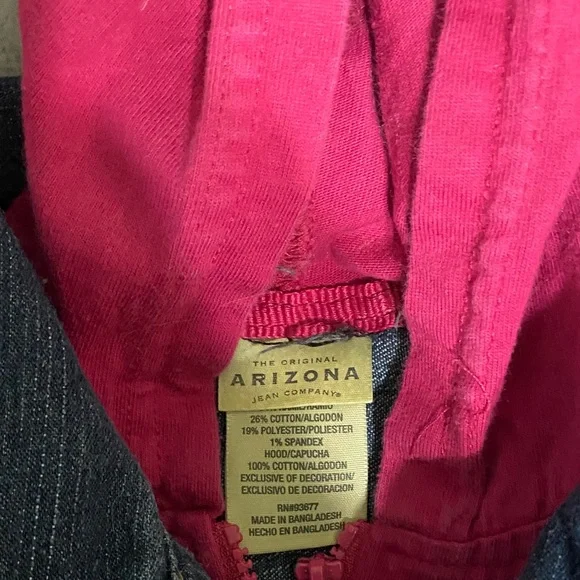 THE ORIGINAL
ARIZONA
JEAN COMPANY®
26% COTTON/ALGODON
19% POLYESTER/POLIESTER
1% SPANDEX
HOOD/CAPUCHA
100% COTTON/ALGODON
EXCLUSIVE OF DECORATION/
EXCLUSIVO DE DECORACION
RN#93677
MADE IN BANGLADESH
HECHO EN BANGLADESH